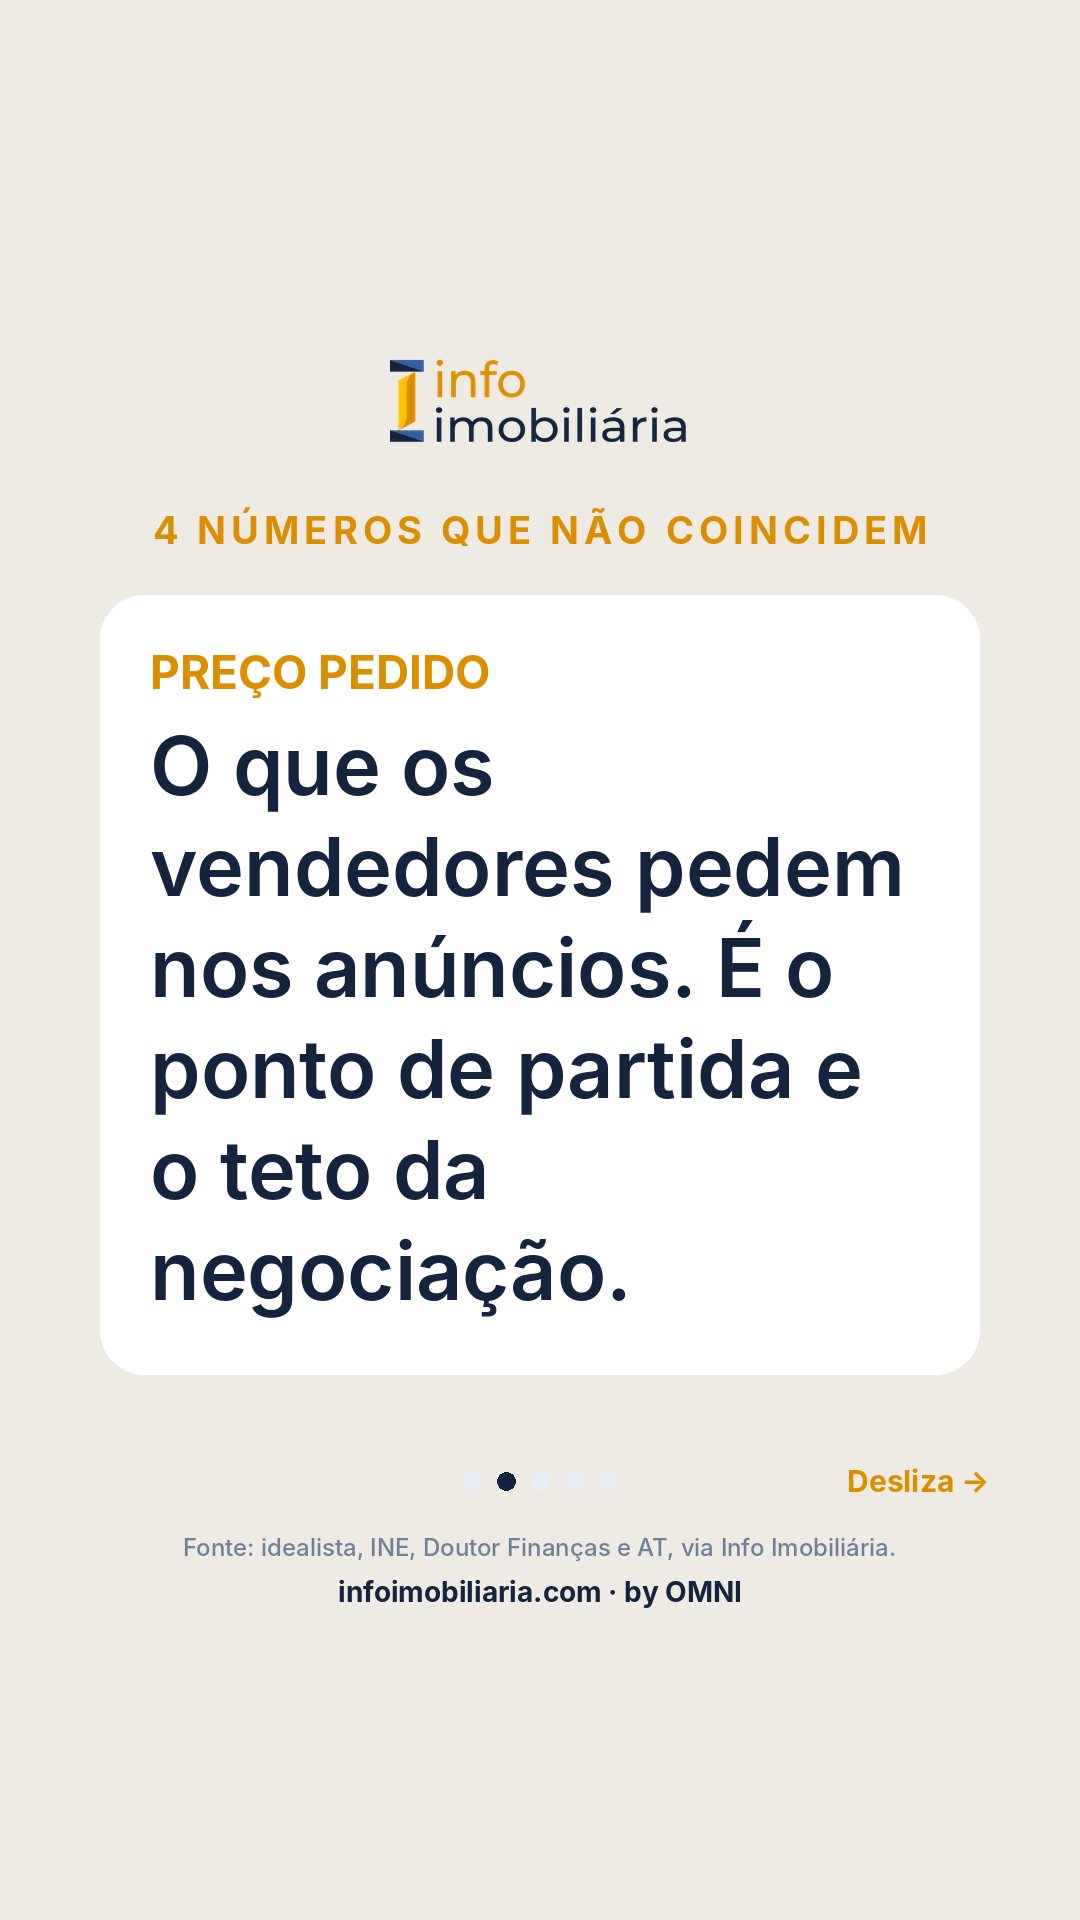 info
imobiliária
4 NÚMEROS QUE NÃO COINCIDEM
PREÇO PEDIDO
O que os
vendedores pedem
nos anúncios. É o
ponto de partida e
o teto da
negociação.
Desliza →
Fonte: idealista, INE, Doutor Finanças e AT, via Info Imobiliária.
infoimobiliaria.com · by OMNI